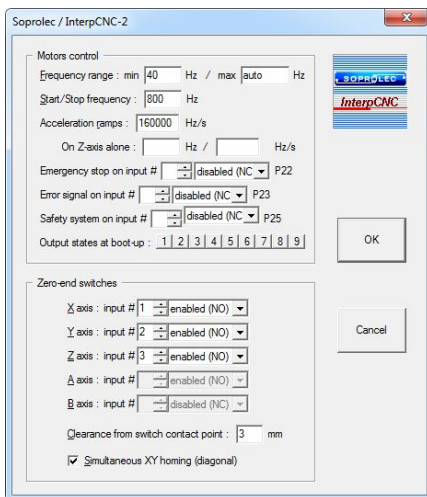 Soprolec / InterpCNC-2
Motors control
Frequency range : min 40 Hz / max auto Hz
Start/Stop frequency : 800 Hz
Acceleration ramps : 160000 Hz/s
On Z-axis alone : Hz / Hz/s
Emergency stop on input # disabled (NC P22
Error signal on input # disabled (NC P23
Safety system on input # disabled (NC P25
Output states at boot-up : 1 2 3 4 5 6 7 8 9
SOPROLEC
InterpCNC
OK
Zero-end switches
X axis : input # 1 enabled (NO)
Y axis : input # 2 enabled (NO)
Z axis : input # 3 enabled (NO)
A axis : input # enabled (NO)
B axis : input # disabled (NC)
Cancel
Clearance from switch contact point : 3 mm
Simultaneous XY homing (diagonal)